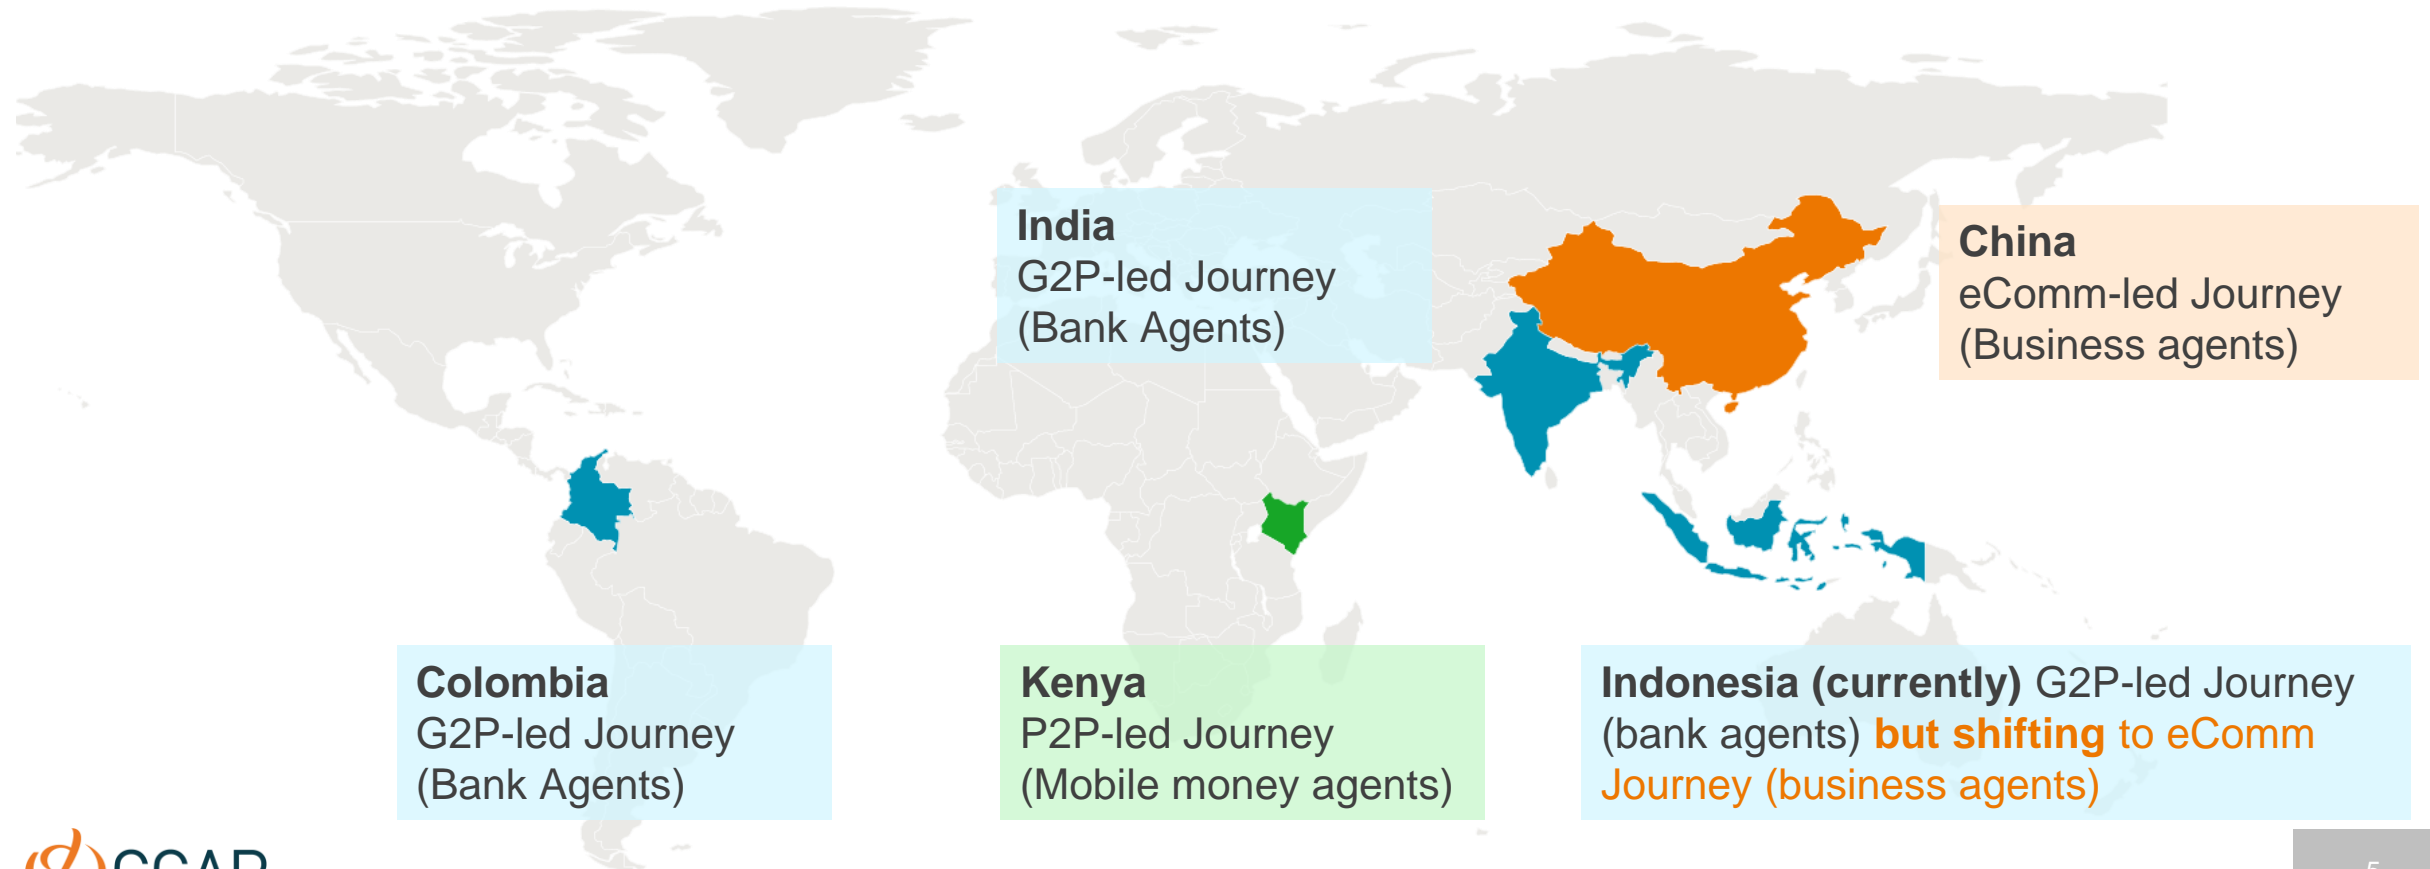 India
G2P-led Journey
(Bank Agents)
China
eComm-led Journey
(Business agents)
Colombia
G2P-led Journey
(Bank Agents)
Kenya
P2P-led Journey
(Mobile money agents)
Indonesia (currently) G2P-led Journey
(bank agents) but shifting to eComm
Journey (business agents)
CGAP
5